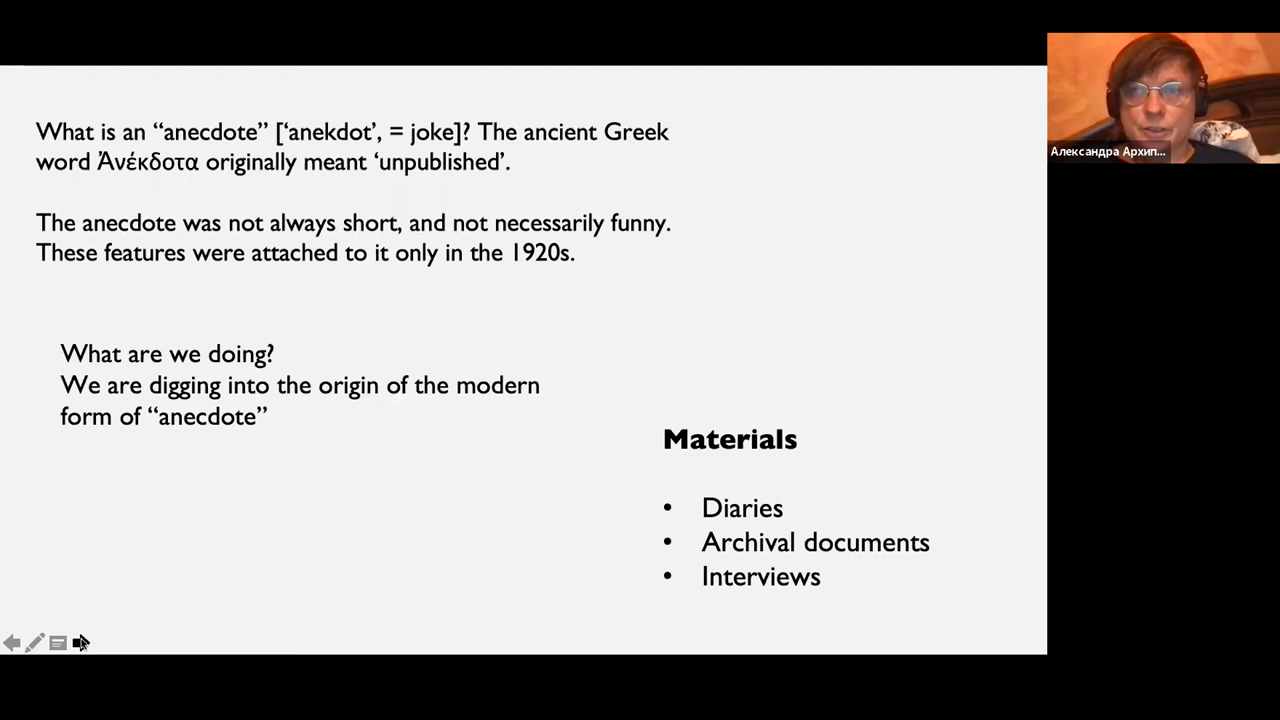 What is an “anecdote” [‘anekdot’, = joke]? The ancient Greek
word Ἀνέκδοτα originally meant ‘unpublished’.
The anecdote was not always short, and not necessarily funny.
These features were attached to it only in the 1920s.
What are we doing?
We are digging into the origin of the modern
form of “anecdote”
Materials
• Diaries
• Archival documents
• Interviews
Александра Архип...